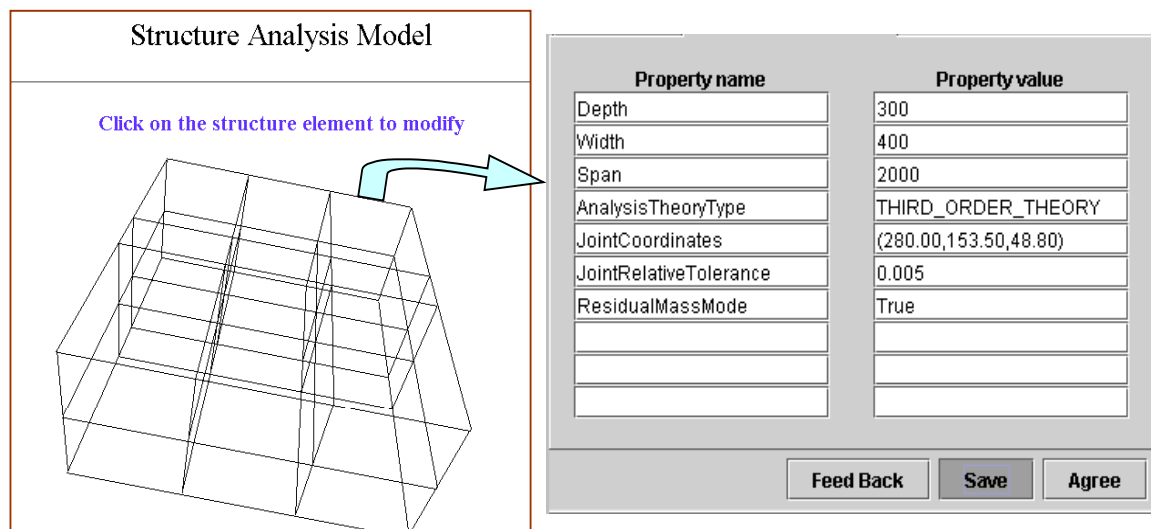 Structure Analysis Model
Click on the structure element to modify
Property name Property value
Depth 300
Width 400
Span 2000
AnalysisTheoryType THIRD_ORDER_THEORY
JointCoordinates (280.00,153.50,48.80)
JointRelativeTolerance 0.005
ResidualMassMode True
Feed Back Save Agree